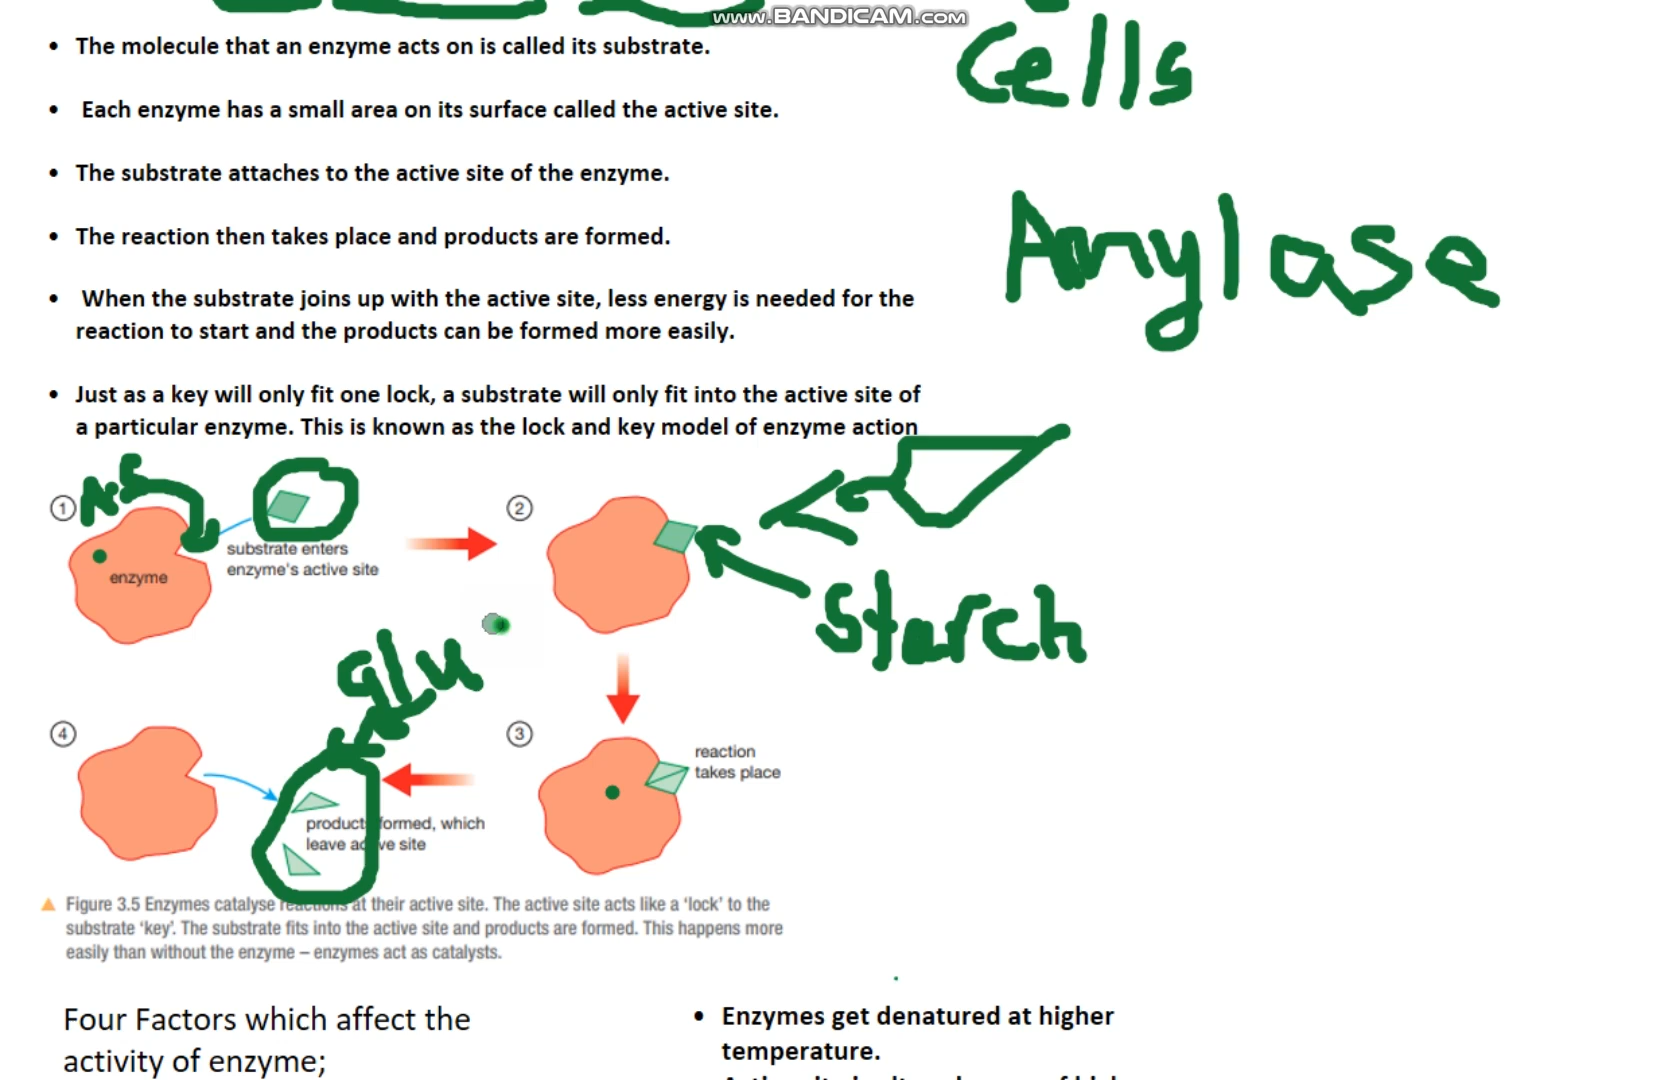 www.BANDICAM.com
• The molecule that an enzyme acts on is called its substrate.
Cells
• Each enzyme has a small area on its surface called the active site.
• The substrate attaches to the active site of the enzyme.
Amylase
• The reaction then takes place and products are formed.
• When the substrate joins up with the active site, less energy is needed for the
reaction to start and the products can be formed more easily.
• Just as a key will only fit one lock, a substrate will only fit into the active site of
a particular enzyme. This is known as the lock and key model of enzyme action
1
AS
2
substrate enters
enzyme's active site
enzyme
Starch
Glu
4
3
reaction
takes place
products formed, which
leave active site
Figure 3.5 Enzymes catalyse reactions at their active site. The active site acts like a 'lock' to the
substrate 'key'. The substrate fits into the active site and products are formed. This happens more
easily than without the enzyme – enzymes act as catalysts.
Four Factors which affect the
activity of enzyme;
• Enzymes get denatured at higher
temperature.